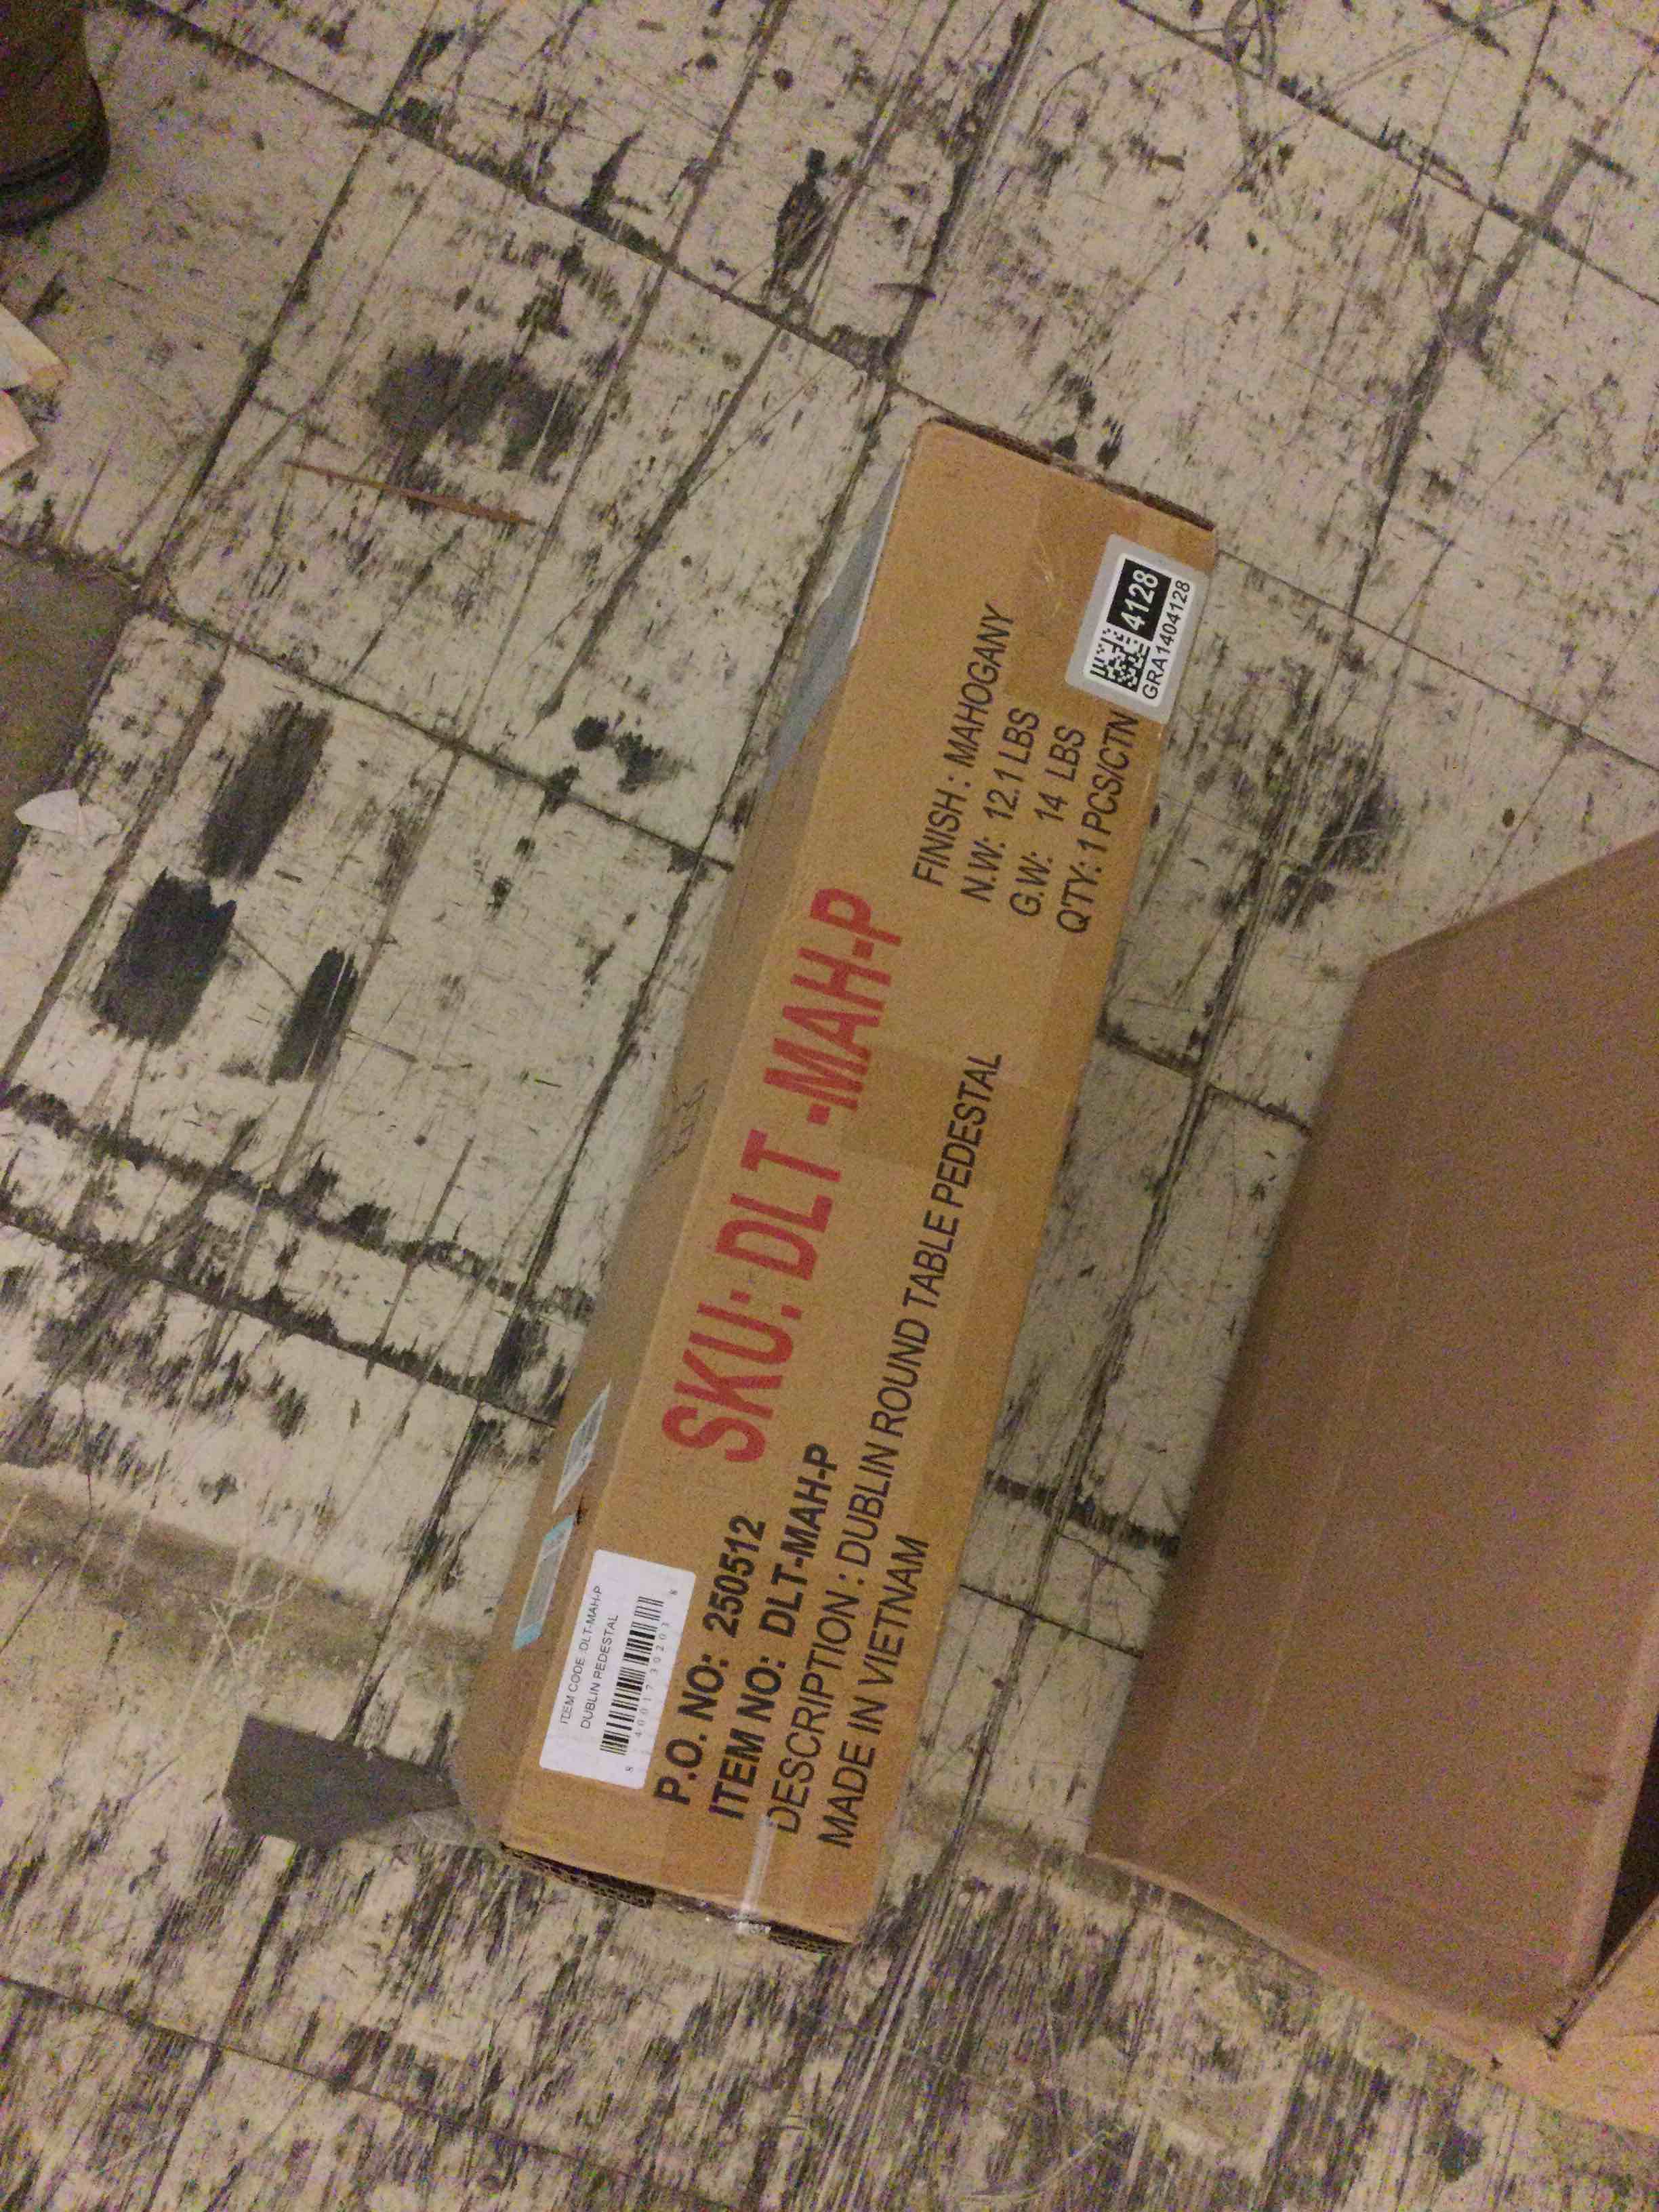 ITEM CODE: DLT-MAH-P
DUBLIN PEDESTAL
SKU: DLT -MAH-P
P.O. NO: 250512
ITEM NO: DLT-MAH-P
DESCRIPTION : DUBLIN ROUND TABLE PEDESTAL
MADE IN VIETNAM
FINISH : MAHOGANY
N.W: 12.1 LBS
G.W: 14 LBS
Q'TY: 1 PCS/CTN
4128
GRA1404128